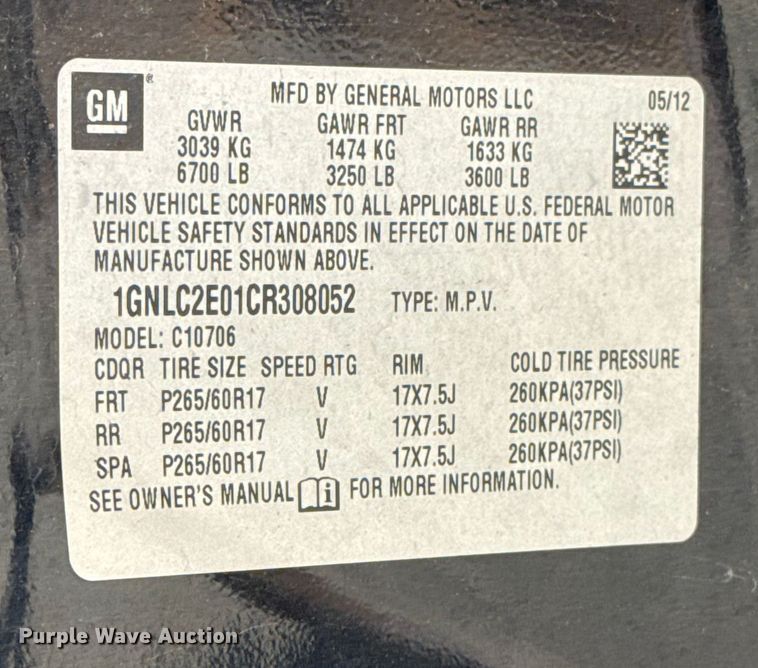 GM ® MFD BY GENERAL MOTORS LLC 05/12
GVWR GAWR FRT GAWR RR
3039 KG 1474 KG 1633 KG
6700 LB 3250 LB 3600 LB
THIS VEHICLE CONFORMS TO ALL APPLICABLE U.S. FEDERAL MOTOR
VEHICLE SAFETY STANDARDS IN EFFECT ON THE DATE OF
MANUFACTURE SHOWN ABOVE.
1GNLC2E01CR308052 TYPE: M.P.V.
MODEL: C10706
CDQR TIRE SIZE SPEED RTG RIM COLD TIRE PRESSURE
FRT P265/60R17 V 17X7.5J 260KPA(37PSI)
RR P265/60R17 V 17X7.5J 260KPA(37PSI)
SPA P265/60R17 V 17X7.5J 260KPA(37PSI)
SEE OWNER'S MANUAL i FOR MORE INFORMATION.
Purple Wave Auction